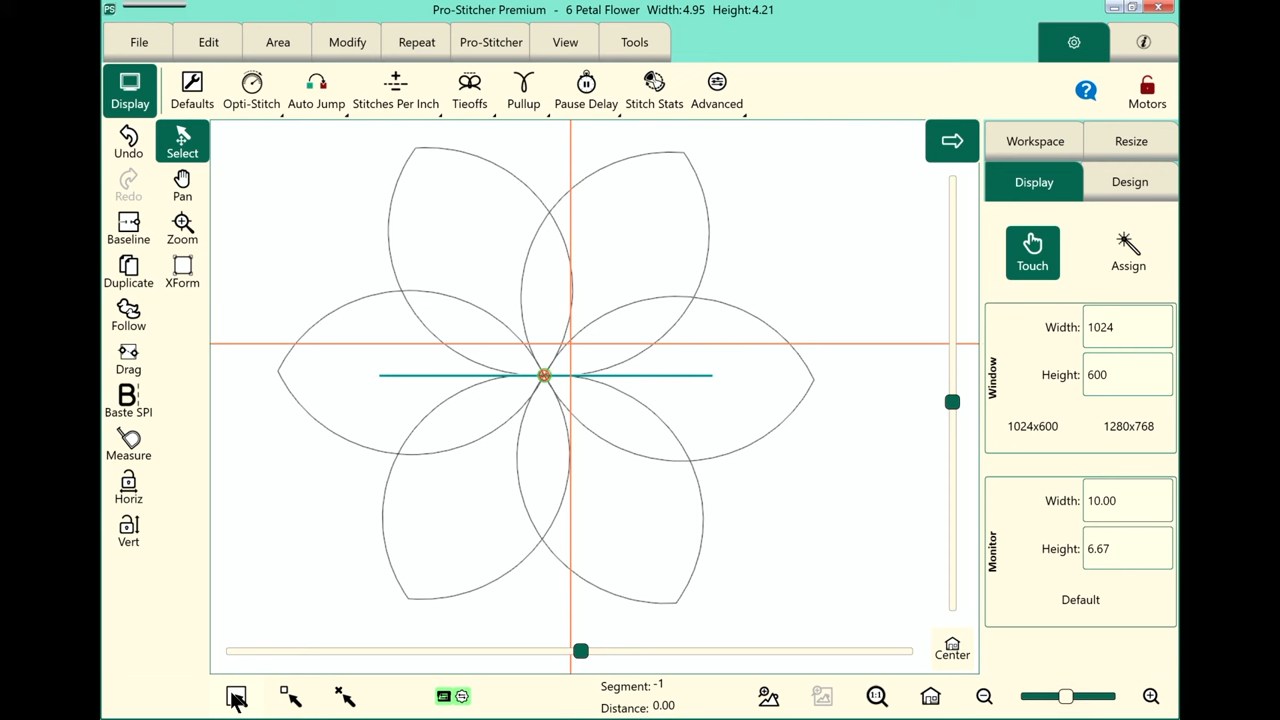 PS
Pro-Stitcher Premium - 6 Petal Flower Width:4.95 Height:4.21
File Edit Area Modify Repeat Pro-Stitcher View Tools
Display Defaults Opti-Stitch Auto Jump Stitches Per Inch Tieoffs Pullup Pause Delay Stitch Stats Advanced ? Motors
Undo Select
Redo Pan
Baseline Zoom
Duplicate XForm
Follow
Drag
B
Baste SPI
Measure
Horiz
Vert
Center
Workspace Resize
Display Design
Touch Assign
Window
Width: 1024
Height: 600
1024x600 1280x768
Monitor
Width: 10.00
Height: 6.67
Default
Segment: -1
Distance: 0.00
1:1